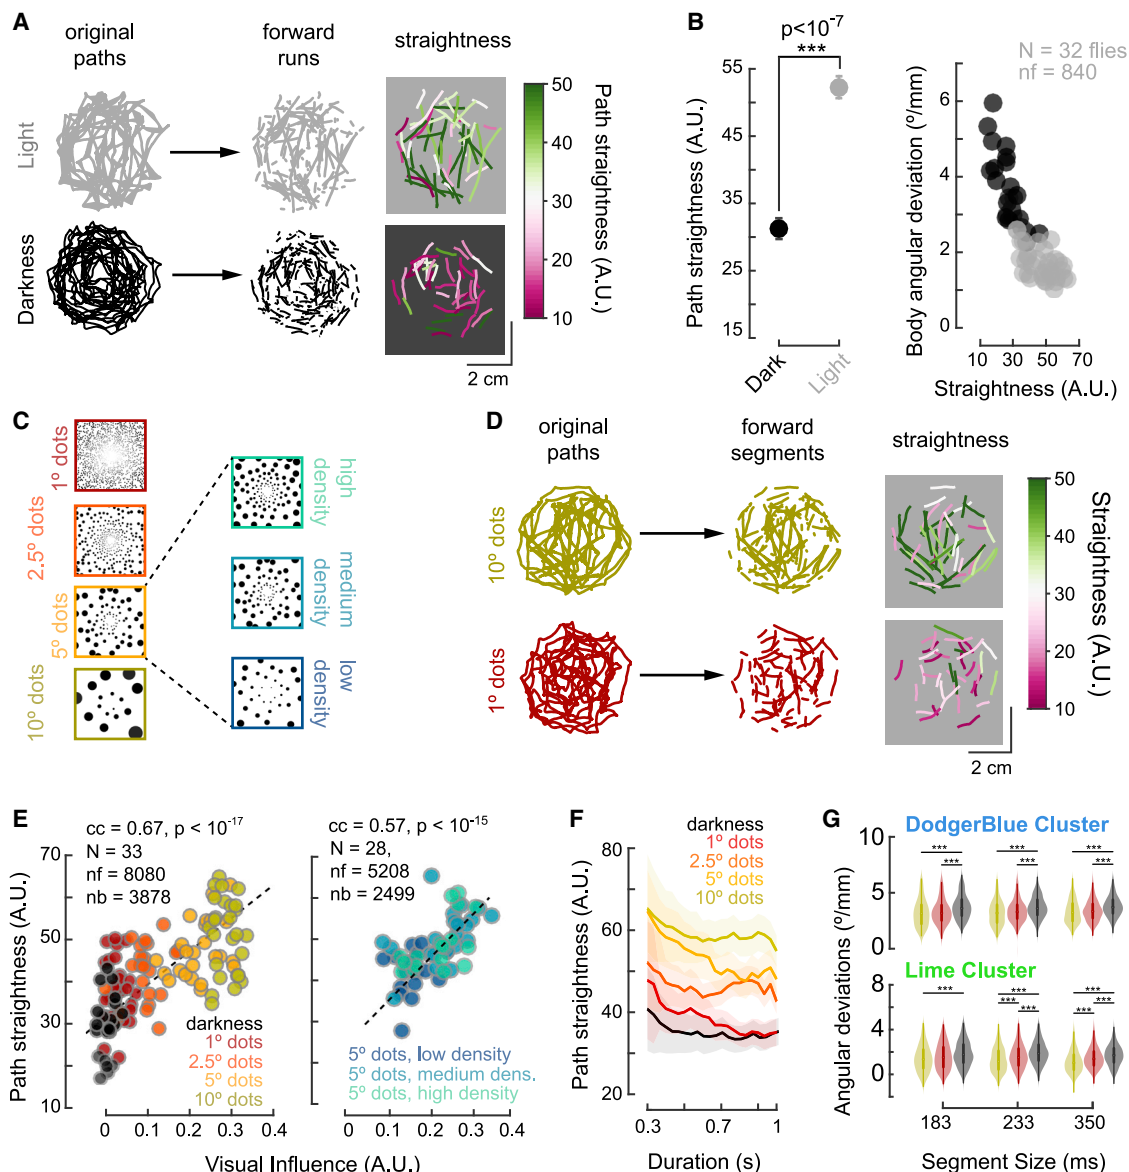 A
original paths
forward runs
straightness
Light
Darkness
50
40
30
20
10
Path straightness (A.U.)
2 cm
B
p<10-7
***
55
45
35
25
15
Path straightness (A.U.)
Dark
Light
N = 32 flies
nf = 840
6
4
2
0
Body angular deviation (º/mm)
10 30 50 70
Straightness (A.U.)
C
1º dots
2.5º dots
5º dots
10º dots
high density
medium density
low density
D
original paths
forward segments
straightness
10º dots
1º dots
50
40
30
20
10
Straightness (A.U.)
2 cm
E
cc = 0.67, p < 10-17
N = 33
nf = 8080
nb = 3878
70
50
30
10
Path straightness (A.U.)
darkness
1º dots
2.5º dots
5º dots
10º dots
0 0.1 0.2 0.3 0.4
cc = 0.57, p < 10-15
N = 28,
nf = 5208
nb = 2499
5º dots, low density
5º dots, medium dens.
5º dots, high density
0 0.1 0.2 0.3 0.4
Visual Influence (A.U.)
F
darkness
1º dots
2.5º dots
5º dots
10º dots
80
60
40
20
Path straightness (A.U.)
0.3 0.7 1
Duration (s)
G
DodgerBlue Cluster
10
5
0
*** *** ***
*** *** ***
Lime Cluster
8
4
0
*** *** ***
*** *** ***
*** ***
Angular deviations (º/mm)
183 233 350
Segment Size (ms)